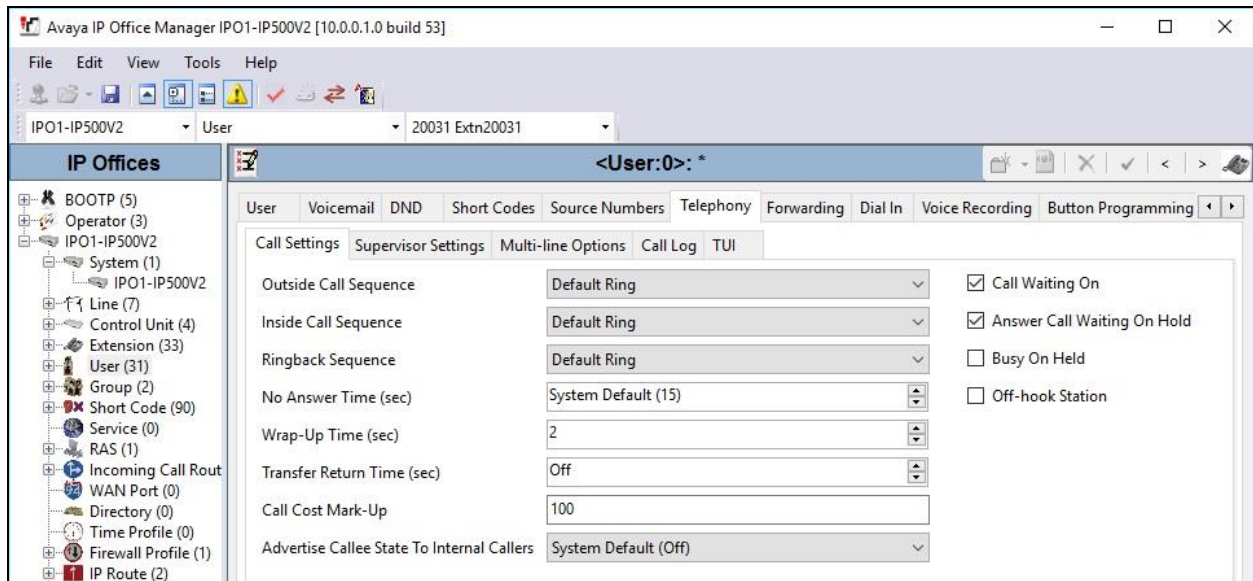 Avaya IP Office Manager IPO1-IP500V2 [10.0.0.1.0 build 53]
File Edit View Tools Help
IPO1-IP500V2 User 20031 Extn20031
IP Offices
BOOTP (5)
Operator (3)
IPO1-IP500V2
System (1)
IPO1-IP500V2
Line (7)
Control Unit (4)
Extension (33)
User (31)
Group (2)
Short Code (90)
Service (0)
RAS (1)
Incoming Call Rout
WAN Port (0)
Directory (0)
Time Profile (0)
Firewall Profile (1)
IP Route (2)
<User:0>: *
User Voicemail DND Short Codes Source Numbers Telephony Forwarding Dial In Voice Recording Button Programming
Call Settings Supervisor Settings Multi-line Options Call Log TUI
Outside Call Sequence Default Ring
Inside Call Sequence Default Ring
Ringback Sequence Default Ring
No Answer Time (sec) System Default (15)
Wrap-Up Time (sec) 2
Transfer Return Time (sec) Off
Call Cost Mark-Up 100
Advertise Callee State To Internal Callers System Default (Off)
Call Waiting On
Answer Call Waiting On Hold
Busy On Held
Off-hook Station